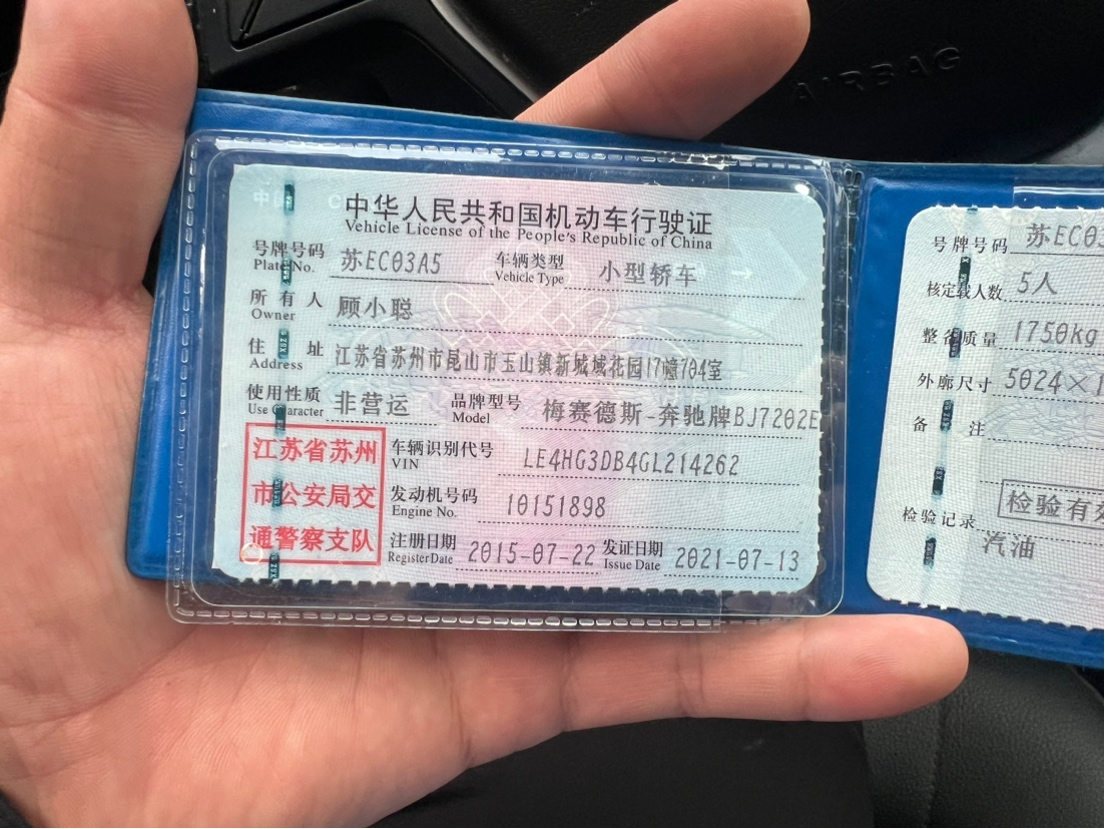 AIRBAG
中华人民共和国机动车行驶证
Vehicle License of the People's Republic of China
号牌号码 苏EC03A5 车辆类型 小型轿车
Plate No. Vehicle Type
所有人 顾小聪
Owner
住址 江苏省苏州市昆山市玉山镇新城域花园17幢704室
Address
使用性质 非营运 品牌型号 梅赛德斯-奔驰牌BJ7202E
Use Character Model
江苏省苏州
市公安局交
通警察支队
车辆识别代号 LE4HG3DB4GL214262
VIN
发动机号码 10151898
Engine No.
注册日期 2015-07-22 发证日期 2021-07-13
Register Date Issue Date
号牌号码 苏EC03
核定载人数 5人
整备质量 1750kg
外廓尺寸 5024×1
备注
检验有效
检验记录
汽油